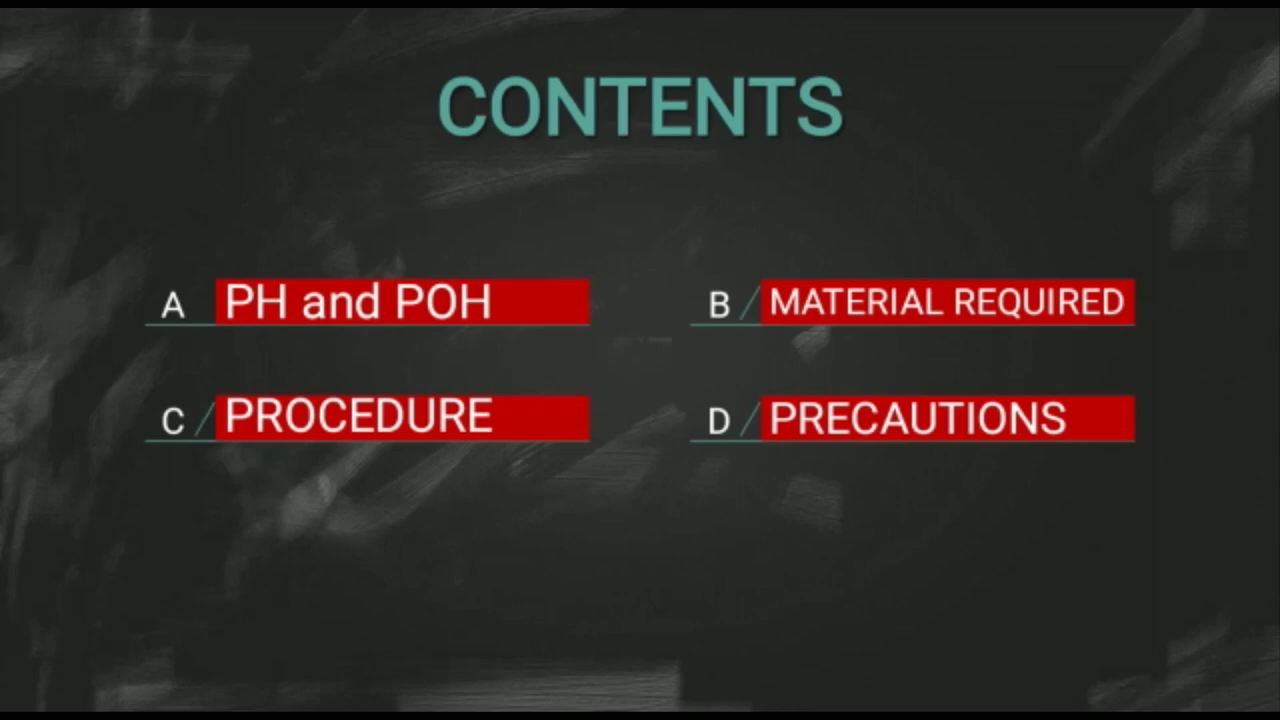 CONTENTS
A PH and POH
B / MATERIAL REQUIRED
C / PROCEDURE
D / PRECAUTIONS